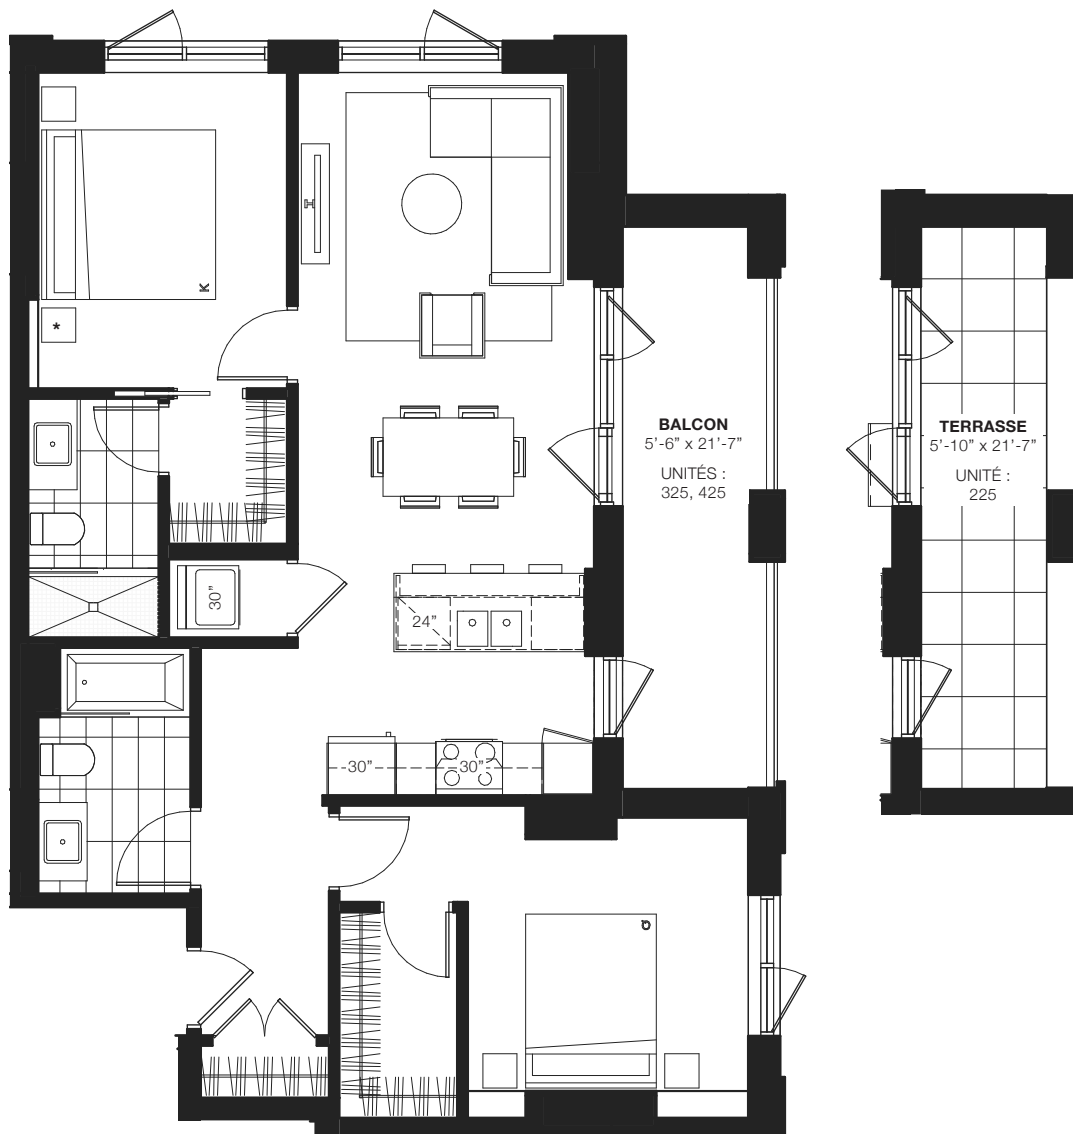 K
*
BALCON
5'-6" x 21'-7"
UNITÉS :
325, 425
TERRASSE
5'-10" x 21'-7"
UNITÉ :
225
30"
24"
30"
30"
Q